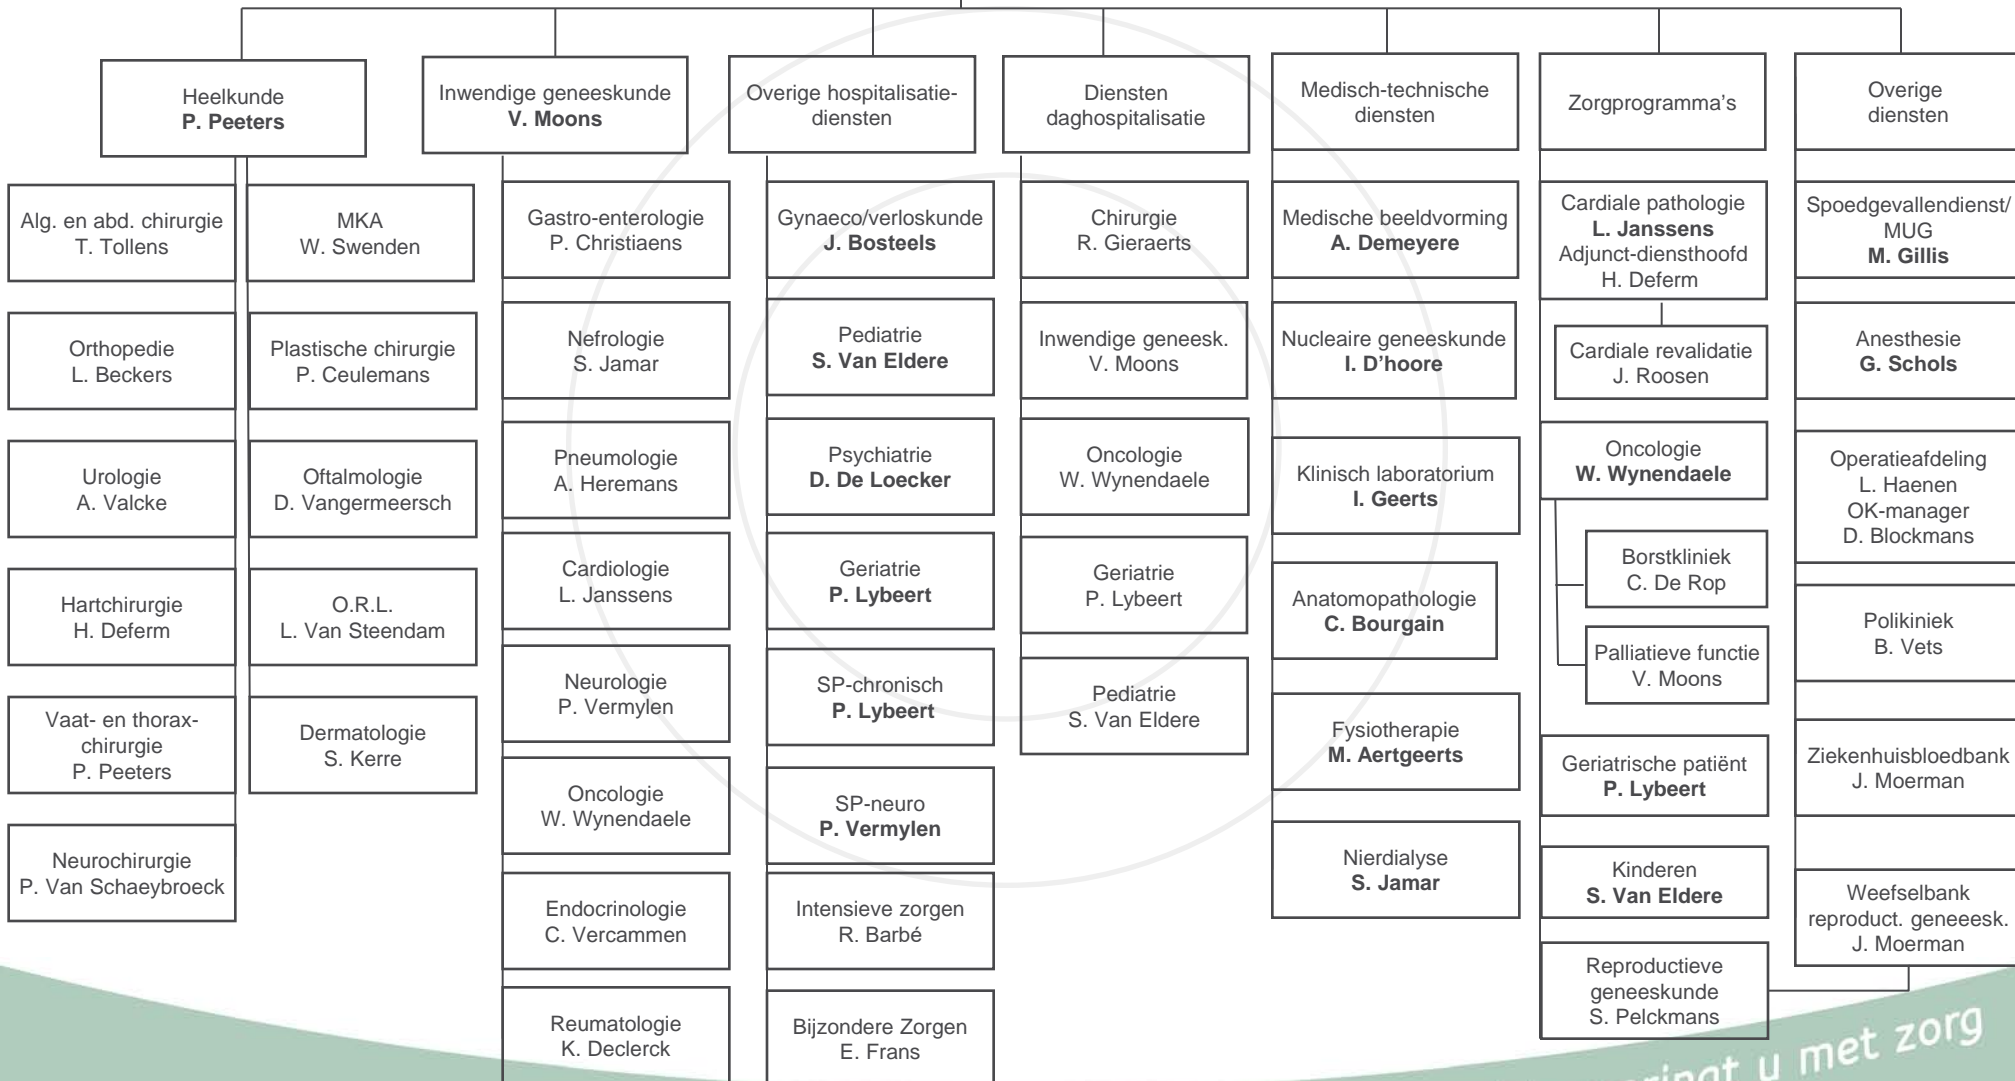 Heelkunde
P. Peeters
Alg. en abd. chirurgie
T. Tollens
Orthopedie
L. Beckers
Urologie
A. Valcke
Hartchirurgie
H. Deferm
Vaat- en thorax-
chirurgie
P. Peeters
Neurochirurgie
P. Van Schaeybroeck
MKA
W. Swenden
Plastische chirurgie
P. Ceulemans
Oftalmologie
D. Vangermeersch
O.R.L.
L. Van Steendam
Dermatologie
S. Kerre
Inwendige geneeskunde
V. Moons
Gastro-enterologie
P. Christiaens
Nefrologie
S. Jamar
Pneumologie
A. Heremans
Cardiologie
L. Janssens
Neurologie
P. Vermylen
Oncologie
W. Wynendaele
Endocrinologie
C. Vercammen
Reumatologie
K. Declerck
Overige hospitalisatie-
diensten
Gynaeco/verloskunde
J. Bosteels
Pediatrie
S. Van Eldere
Psychiatrie
D. De Loecker
Geriatrie
P. Lybeert
SP-chronisch
P. Lybeert
SP-neuro
P. Vermylen
Intensieve zorgen
R. Barbé
Bijzondere Zorgen
E. Frans
Diensten
daghospitalisatie
Chirurgie
R. Gieraerts
Inwendige geneesk.
V. Moons
Oncologie
W. Wynendaele
Geriatrie
P. Lybeert
Pediatrie
S. Van Eldere
Medisch-technische
diensten
Medische beeldvorming
A. Demeyere
Nucleaire geneeskunde
I. D’hoore
Klinisch laboratorium
I. Geerts
Anatomopathologie
C. Bourgain
Fysiotherapie
M. Aertgeerts
Nierdialyse
S. Jamar
Zorgprogramma’s
Cardiale pathologie
L. Janssens
Adjunct-diensthoofd
H. Deferm
Cardiale revalidatie
J. Roosen
Oncologie
W. Wynendaele
Borstkliniek
C. De Rop
Palliatieve functie
V. Moons
Geriatrische patiënt
P. Lybeert
Kinderen
S. Van Eldere
Reproductieve
geneeskunde
S. Pelckmans
Overige
diensten
Spoedgevallendienst/
MUG
M. Gillis
Anesthesie
G. Schols
Operatieafdeling
L. Haenen
OK-manager
D. Blockmans
Polikiniek
B. Vets
Ziekenhuisbloedbank
J. Moerman
Weefselbank
reproduct. geneeesk.
J. Moerman
u met zorg